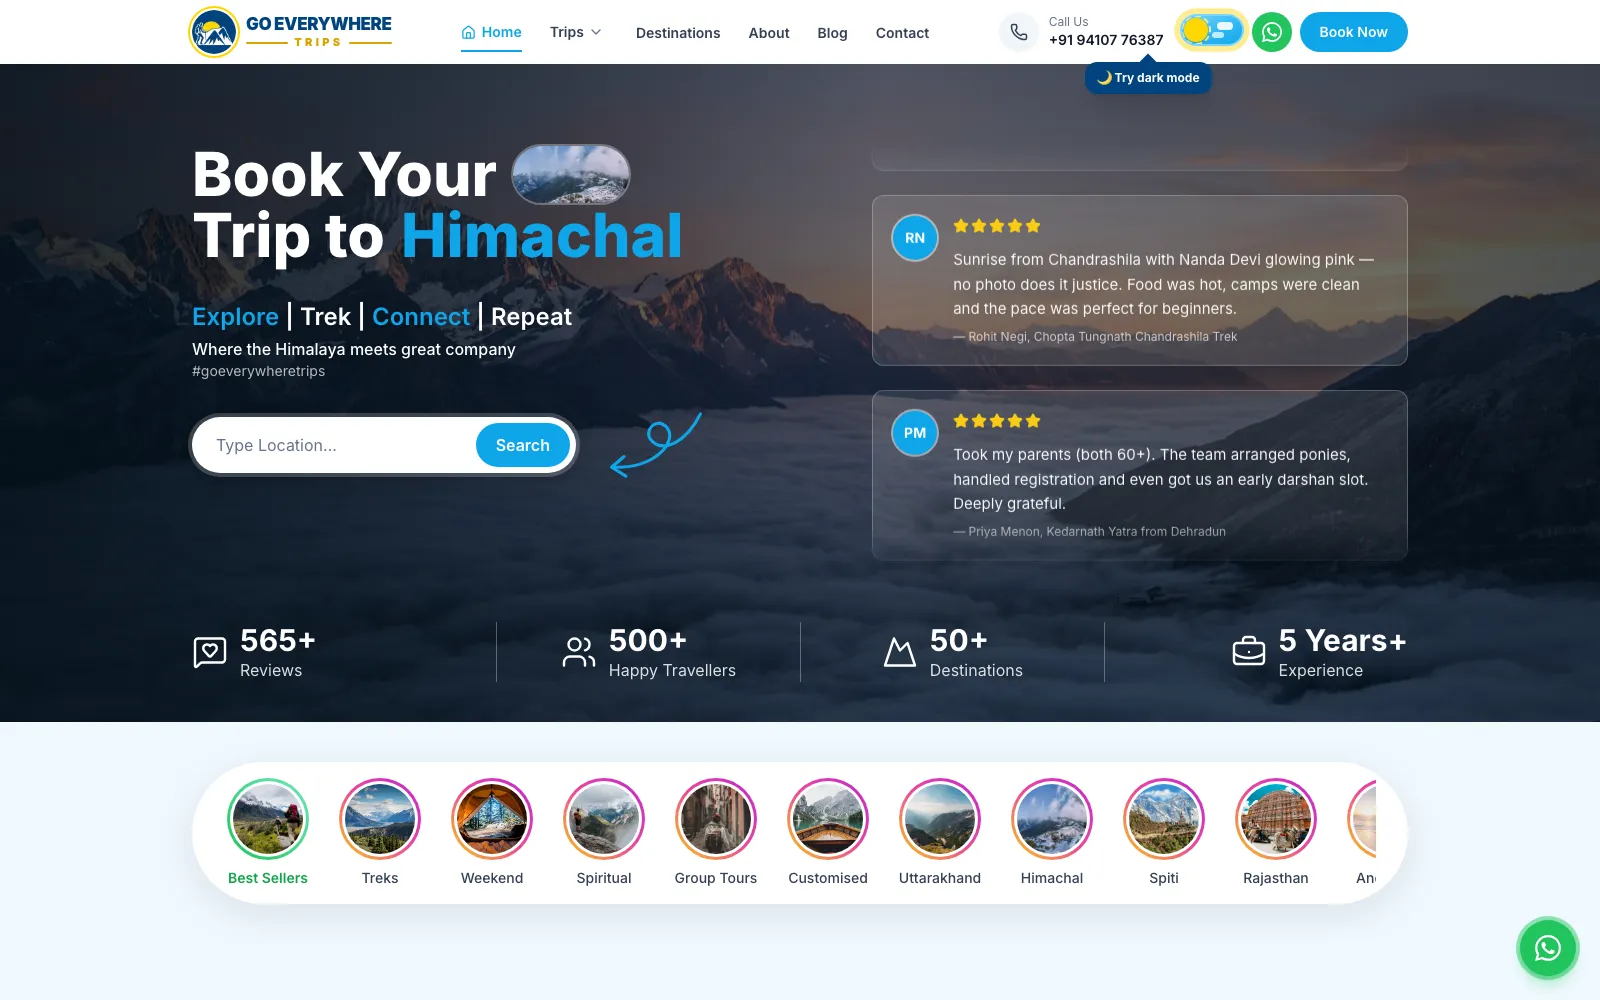 GO EVERYWHERE
TRIPS
Home
Trips
Destinations
About
Blog
Contact
Call Us
+91 94107 76387
Book Now
🌙 Try dark mode
Book Your
Trip to Himachal
Explore | Trek | Connect | Repeat
Where the Himalaya meets great company
#goeverywheretrips
Type Location...
Search
RN
Sunrise from Chandrashila with Nanda Devi glowing pink —
no photo does it justice. Food was hot, camps were clean
and the pace was perfect for beginners.
— Rohit Negi, Chopta Tungnath Chandrashila Trek
PM
Took my parents (both 60+). The team arranged ponies,
handled registration and even got us an early darshan slot.
Deeply grateful.
— Priya Menon, Kedarnath Yatra from Dehradun
565+
Reviews
500+
Happy Travellers
50+
Destinations
5 Years+
Experience
Best Sellers
Treks
Weekend
Spiritual
Group Tours
Customised
Uttarakhand
Himachal
Spiti
Rajasthan